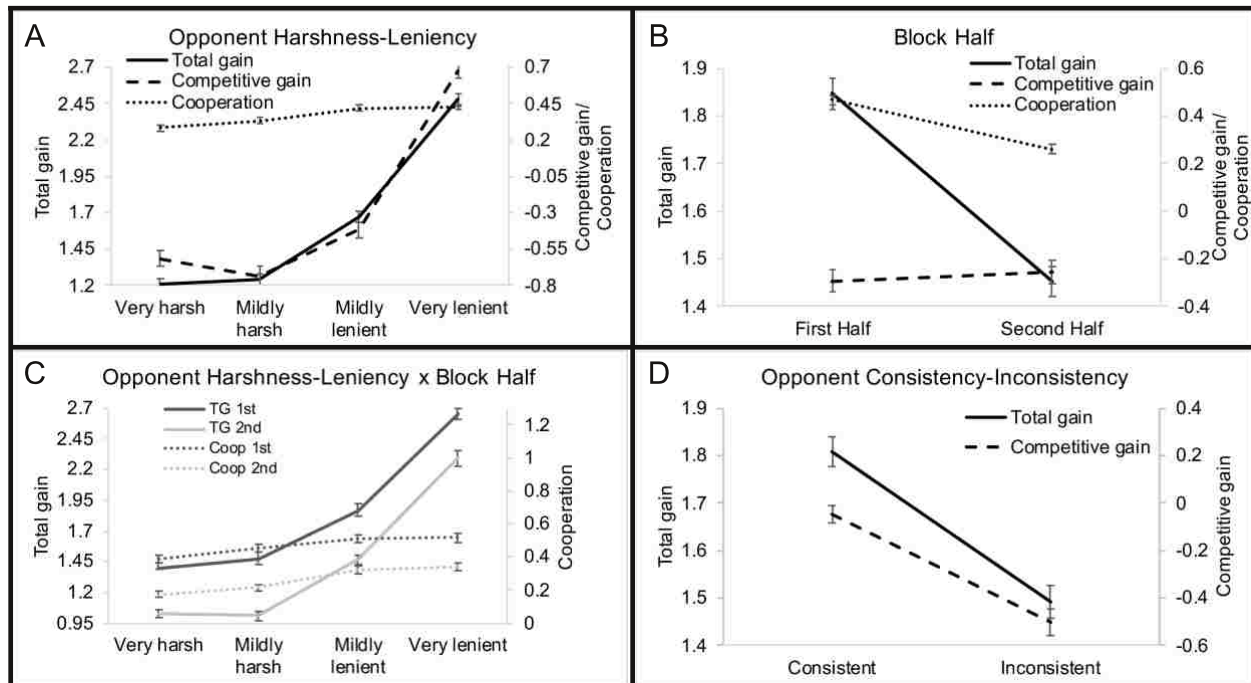 A
Opponent Harshness-Leniency
Total gain
Competitive gain
Cooperation
2.7
2.45
2.2
1.95
1.7
1.45
1.2
Total gain
0.7
0.45
0.2
-0.05
-0.3
-0.55
-0.8
Competitive gain/
Cooperation
Very harsh
Mildly
harsh
Mildly
lenient
Very lenient
B
Block Half
Total gain
Competitive gain
Cooperation
1.9
1.8
1.7
1.6
1.5
1.4
Total gain
0.6
0.4
0.2
0
-0.2
-0.4
Competitive gain/
Cooperation
First Half
Second Half
C
Opponent Harshness-Leniency x Block Half
TG 1st
TG 2nd
Coop 1st
Coop 2nd
2.7
2.45
2.2
1.95
1.7
1.45
1.2
0.95
Total gain
1.2
1
0.8
0.6
0.4
0.2
0
Cooperation
Very harsh
Mildly
harsh
Mildly
lenient
Very lenient
D
Opponent Consistency-Inconsistency
Total gain
Competitive gain
1.9
1.8
1.7
1.6
1.5
1.4
Total gain
0.4
0.2
0
-0.2
-0.4
-0.6
Competitive gain
Consistent
Inconsistent